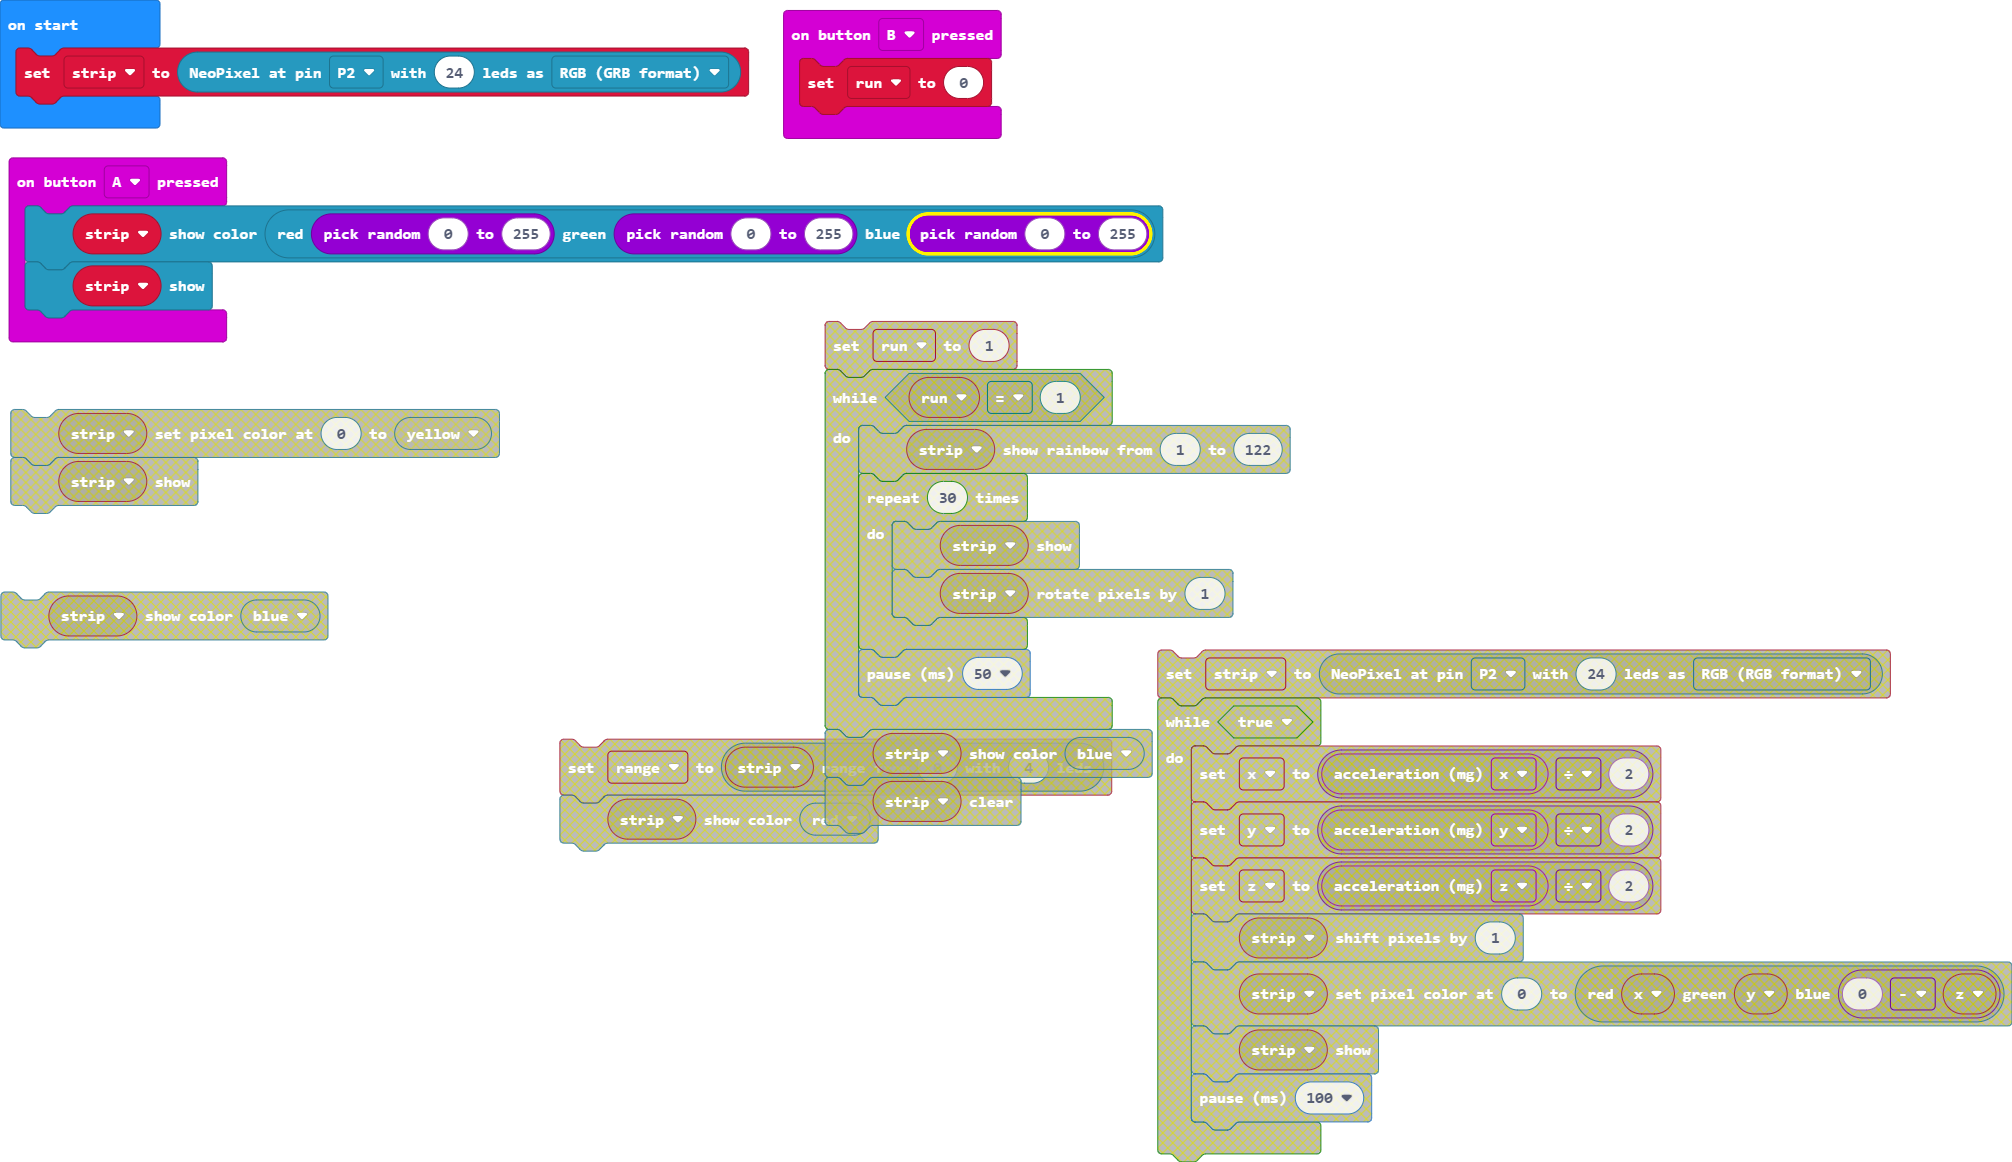 on start
set strip to NeoPixel at pin P2 with 24 leds as RGB (GRB format)
on button B pressed
set run to 0
on button A pressed
strip show color red pick random 0 to 255 green pick random 0 to 255 blue pick random 0 to 255
strip show
set run to 1
while run = 1
do
strip show rainbow from 1 to 122
repeat 30 times
do
strip show
strip rotate pixels by 1
pause (ms) 50
strip show color blue
strip clear
strip set pixel color at 0 to yellow
strip show
strip show color blue
set range to strip range with 4 leds
strip show color red
set strip to NeoPixel at pin P2 with 24 leds as RGB (RGB format)
while true
do
set x to acceleration (mg) x ÷ 2
set y to acceleration (mg) y ÷ 2
set z to acceleration (mg) z ÷ 2
strip shift pixels by 1
strip set pixel color at 0 to red x green y blue 0 - z
strip show
pause (ms) 100